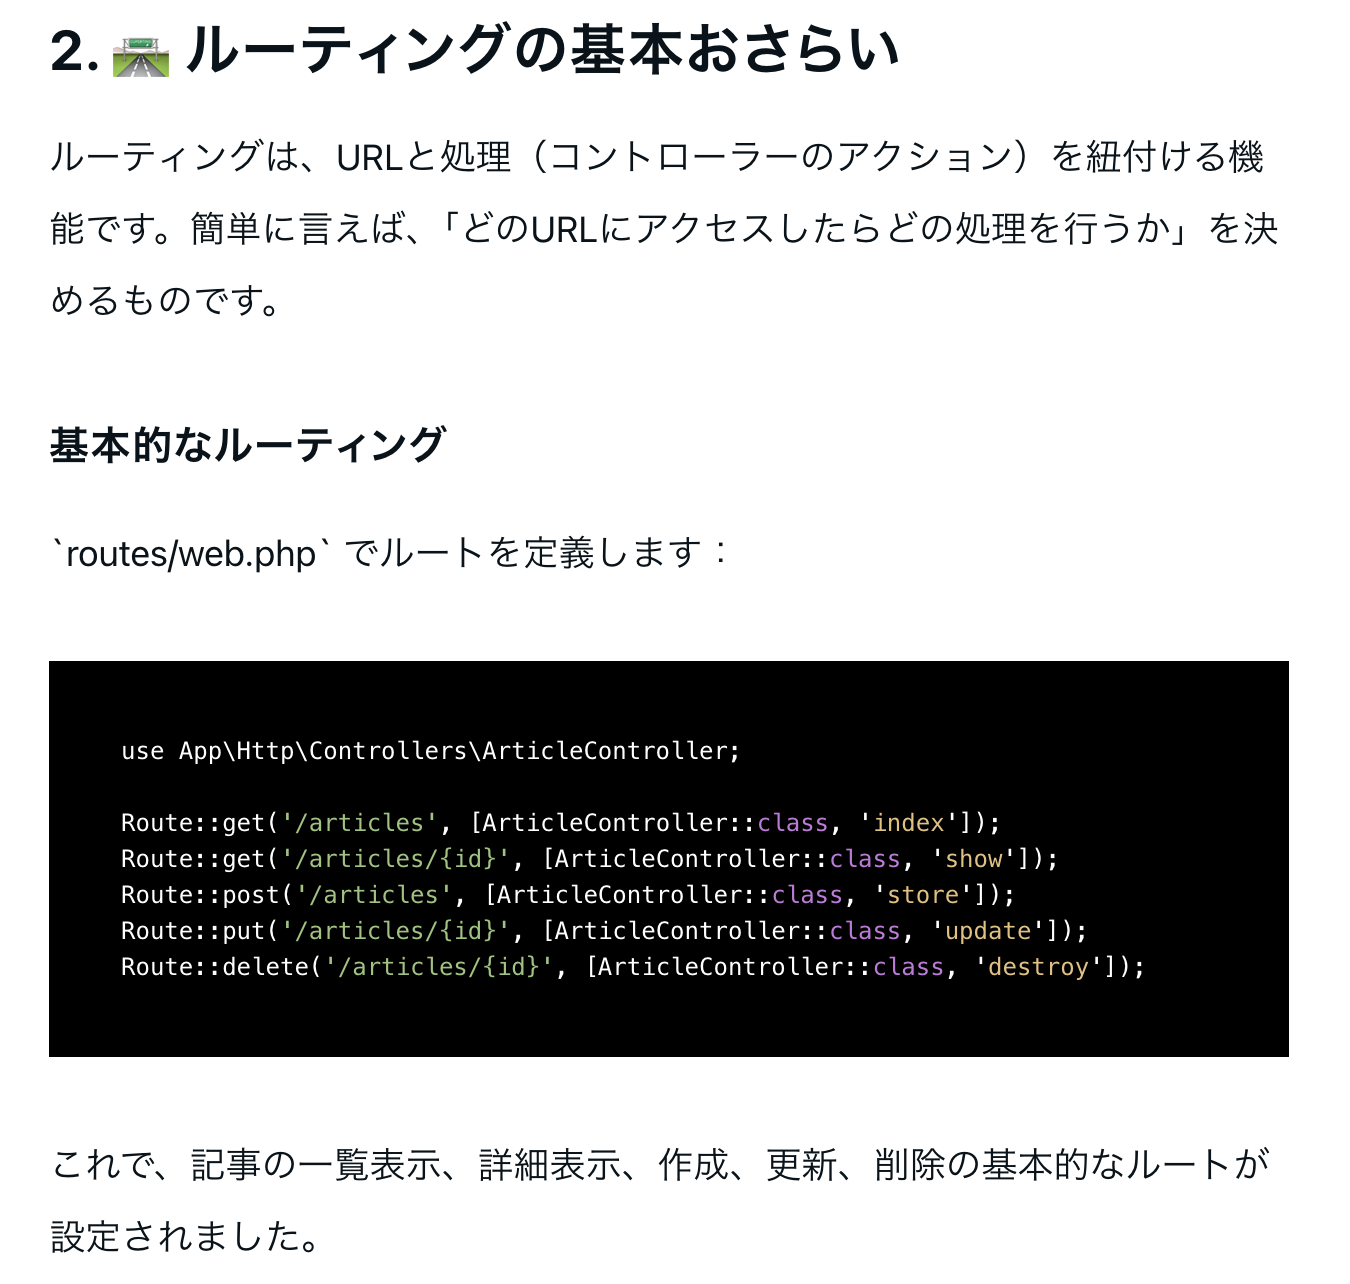 2. 🛣️ ルーティングの基本おさらい
ルーティングは、URLと処理（コントローラーのアクション）を紐付ける機
能です。簡単に言えば、「どのURLにアクセスしたらどの処理を行うか」を決
めるものです。
基本的なルーティング
`routes/web.php` でルートを定義します：
use App\Http\Controllers\ArticleController;
Route::get('/articles', [ArticleController::class, 'index']);
Route::get('/articles/{id}', [ArticleController::class, 'show']);
Route::post('/articles', [ArticleController::class, 'store']);
Route::put('/articles/{id}', [ArticleController::class, 'update']);
Route::delete('/articles/{id}', [ArticleController::class, 'destroy']);
これで、記事の一覧表示、詳細表示、作成、更新、削除の基本的なルートが
設定されました。